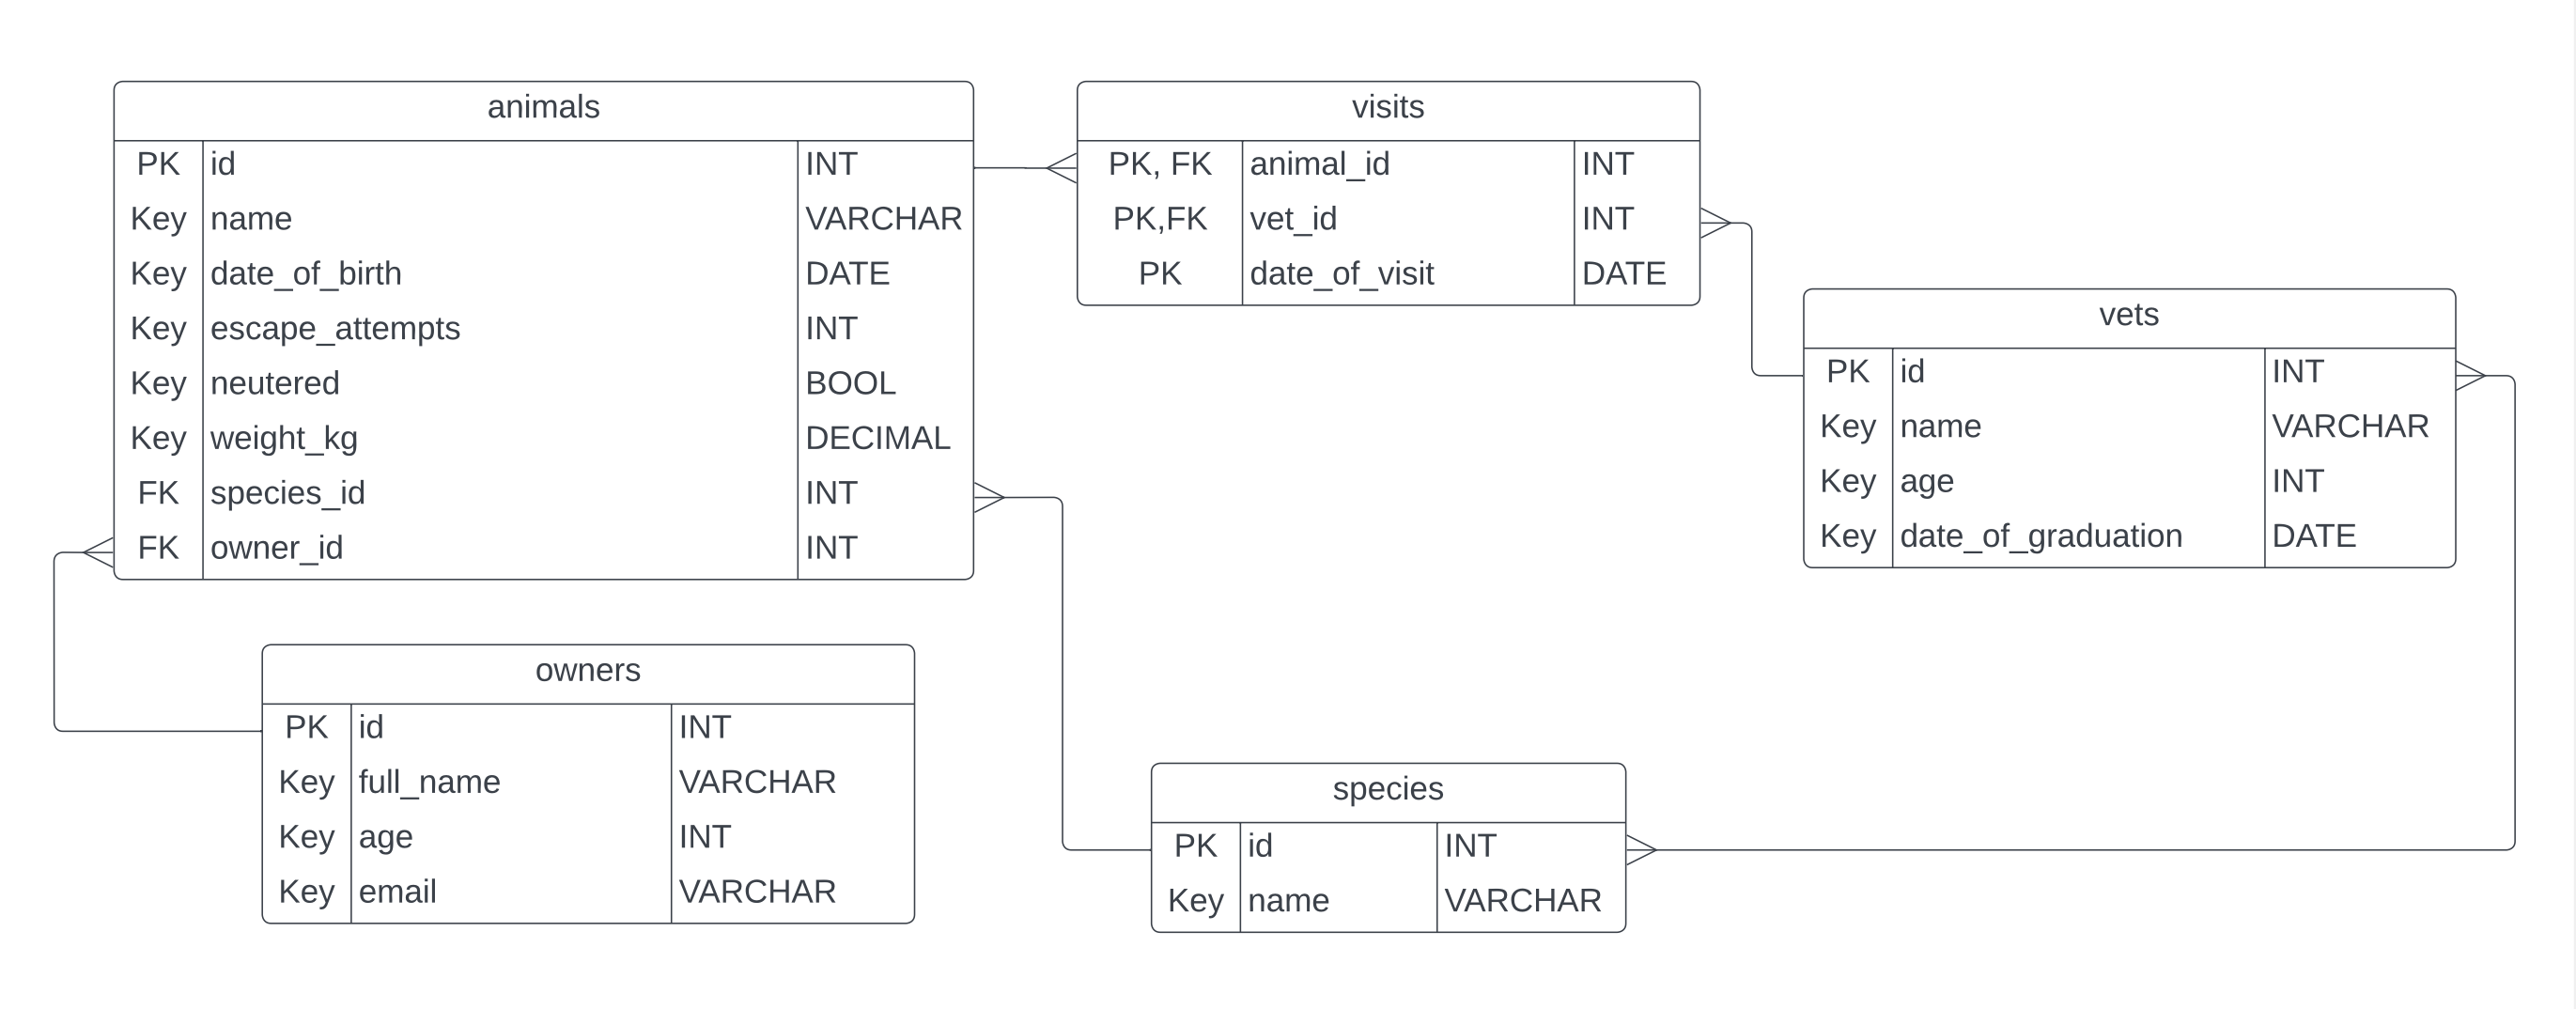 animals
PK id INT
Key name VARCHAR
Key date_of_birth DATE
Key escape_attempts INT
Key neutered BOOL
Key weight_kg DECIMAL
FK species_id INT
FK owner_id INT
visits
PK, FK animal_id INT
PK,FK vet_id INT
PK date_of_visit DATE
vets
PK id INT
Key name VARCHAR
Key age INT
Key date_of_graduation DATE
owners
PK id INT
Key full_name VARCHAR
Key age INT
Key email VARCHAR
species
PK id INT
Key name VARCHAR